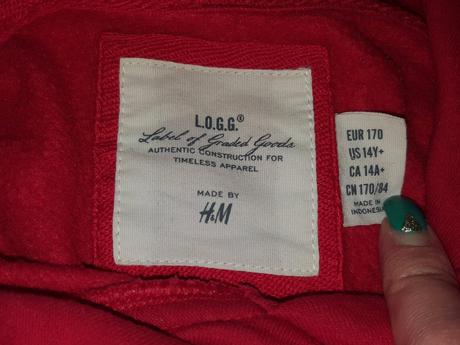 L.O.G.G.®
Label of Graded Goods
AUTHENTIC CONSTRUCTION FOR
TIMELESS APPAREL
MADE BY
H&M
EUR 170
US 14Y+
CA 14A+
CN 170/84
MADE IN
INDONESIA